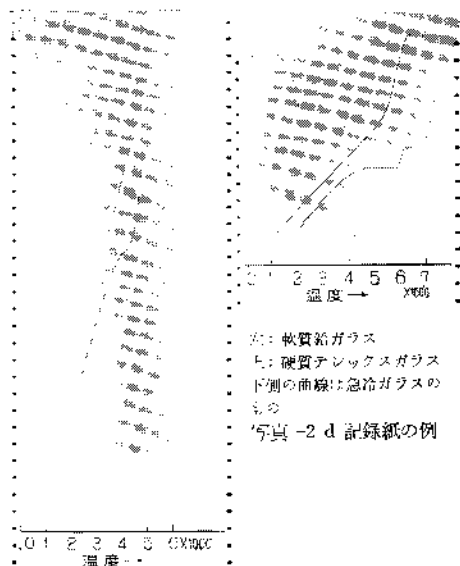 0 1 2 3 4 5 6 7
温度→ ×100
: 軟質鉛ガラス
: 硬質テレックスガラス
下側の曲線は急冷ガラスの
もの
写真-2 d 記録紙の例
0 1 2 3 4 5 6
温度